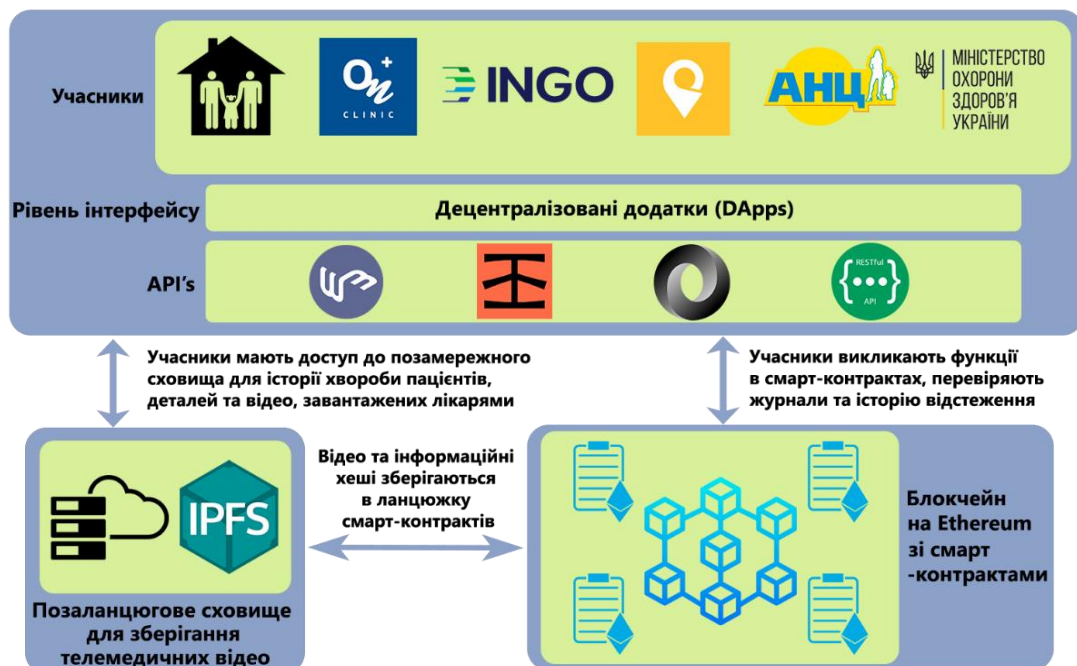 Учасники
On+
CLINIC
INGO
АНЦ
МІНІСТЕРСТВО
ОХОРОНИ
ЗДОРОВ'Я
УКРАЇНИ
Рівень інтерфейсу
Децентралізовані додатки (DApps)
API's
RESTful
{•••}
API
Учасники мають доступ до позамережного
сховища для історії хвороби пацієнтів,
деталей та відео, завантажених лікарями
Учасники викликають функції
в смарт-контрактах, перевіряють
журнали та історію відстеження
IPFS
Позаланцюгове сховище
для зберігання
телемедичних відео
Відео та інформаційні
хеші зберігаються
в ланцюжку
смарт-контрактів
Блокчейн
на Ethereum
зі смарт
-контрактами